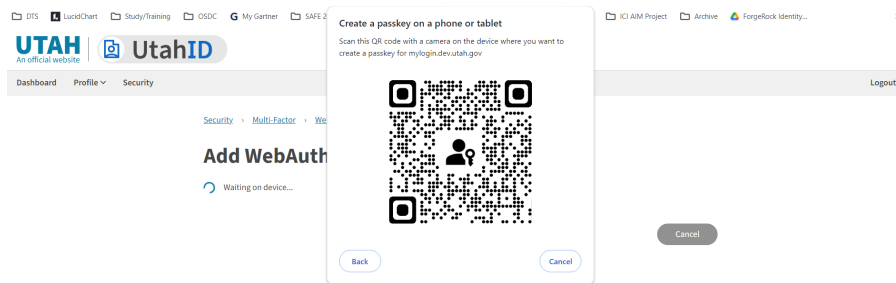 DTS LucidChart Study/Training OSDC My Gartner SAFE 2 ICI AIM Project Archive ForgeRock Identity...
UTAH
An official website
UtahID
Dashboard Profile Security Logout
Security › Multi-Factor › We
Add WebAuth
Waiting on device...
Cancel
Create a passkey on a phone or tablet
Scan this QR code with a camera on the device where you want to
create a passkey for mylogin.dev.utah.gov
Back Cancel